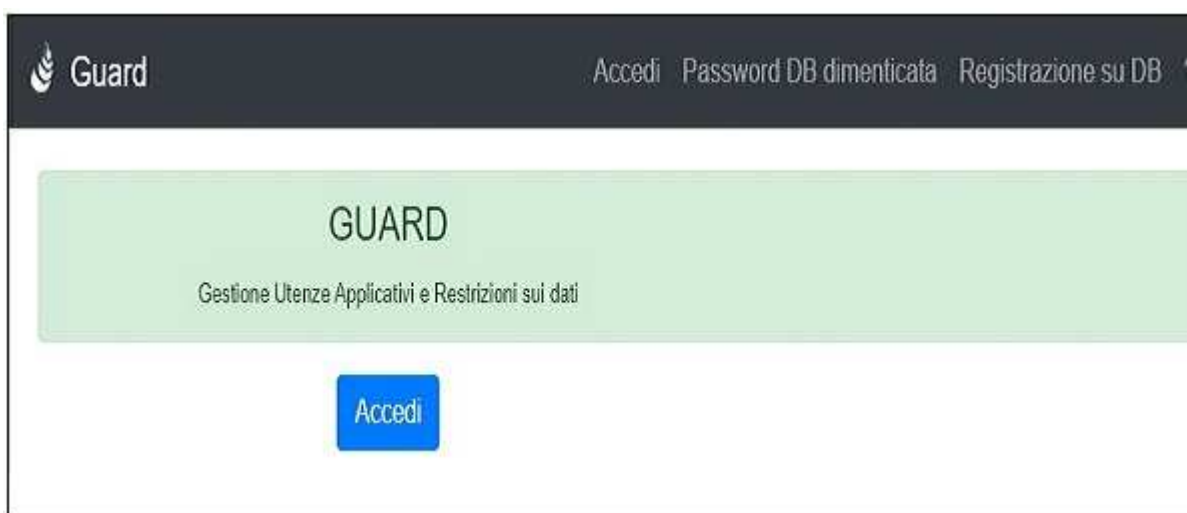 Guard Accedi Password DB dimenticata Registrazione su DB
GUARD
Gestione Utenze Applicativi e Restrizioni sui dati
Accedi